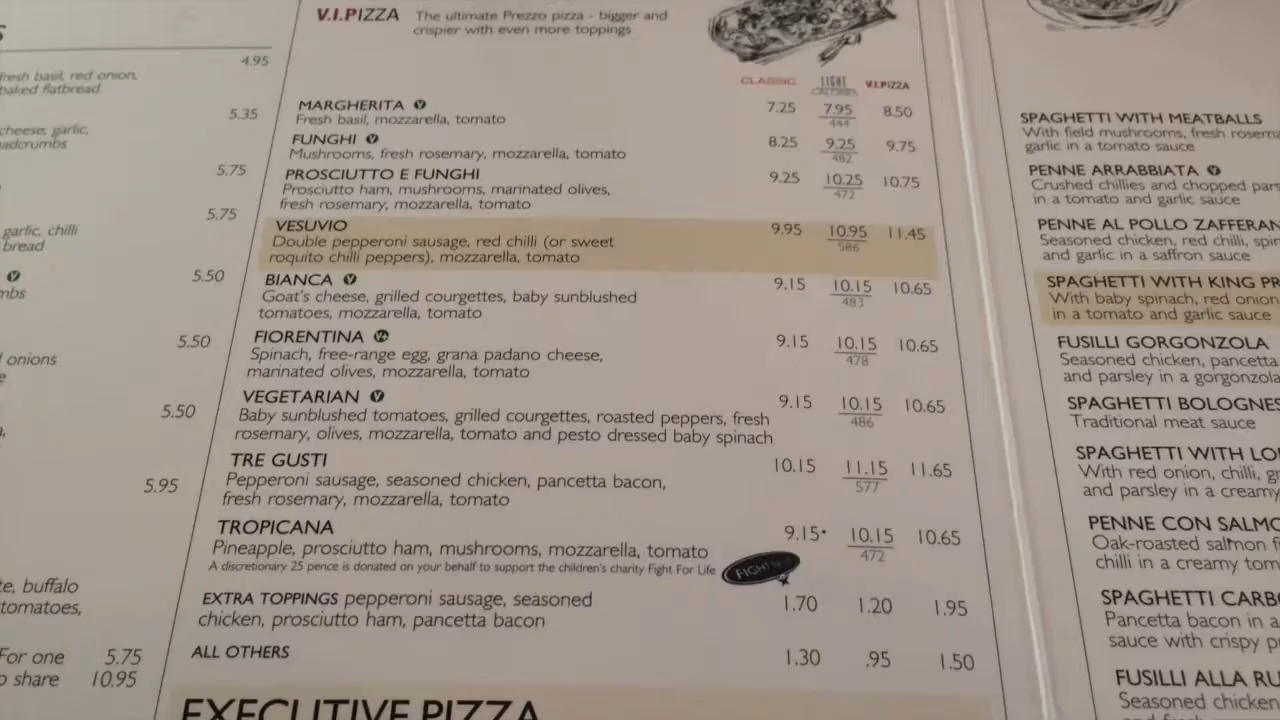 4.95
fresh basil, red onion,
baked flatbread
5.35
cheese, garlic,
5.75
5.75
garlic, chilli
bread
5.50
V
5.50
onions
5.50
5.95
buffalo
tomatoes,
For one 5.75
share 10.95
V.I.PIZZA The ultimate Prezzo pizza - bigger and
crispier with even more toppings
CLASSIC LIGHT CALORIES V.I.PIZZA
MARGHERITA V 7.25 7.95 8.50
Fresh basil, mozzarella, tomato 444
FUNGHI V 8.25 9.25 9.75
Mushrooms, fresh rosemary, mozzarella, tomato 482
PROSCIUTTO E FUNGHI 9.25 10.25 10.75
Prosciutto ham, mushrooms, marinated olives, 472
fresh rosemary, mozzarella, tomato
VESUVIO 9.95 10.95 11.45
Double pepperoni sausage, red chilli (or sweet 586
roquito chilli peppers), mozzarella, tomato
BIANCA V 9.15 10.15 10.65
Goat's cheese, grilled courgettes, baby sunblushed 483
tomatoes, mozzarella, tomato
FIORENTINA 9.15 10.15 10.65
Spinach, free-range egg, grana padano cheese, 478
marinated olives, mozzarella, tomato
VEGETARIAN V 9.15 10.15 10.65
Baby sunblushed tomatoes, grilled courgettes, roasted peppers, fresh 486
rosemary, olives, mozzarella, tomato and pesto dressed baby spinach
TRE GUSTI 10.15 11.15 11.65
Pepperoni sausage, seasoned chicken, pancetta bacon, 577
fresh rosemary, mozzarella, tomato
TROPICANA 9.15• 10.15 10.65
Pineapple, prosciutto ham, mushrooms, mozzarella, tomato 472
A discretionary 25 pence is donated on your behalf to support the children's charity Fight For Life FIGHT
EXTRA TOPPINGS pepperoni sausage, seasoned 1.70 1.20 1.95
chicken, prosciutto ham, pancetta bacon
ALL OTHERS 1.30 .95 1.50
EXECUTIVE PIZZA
SPAGHETTI WITH MEATBALLS
With field mushrooms, fresh
garlic in a tomato sauce
PENNE ARRABBIATA V
Crushed chillies and chopped
in a tomato and garlic sauce
PENNE AL POLLO
Seasoned chicken, red chilli,
and garlic in a saffron sauce
SPAGHETTI WITH KING
With baby spinach, red onion
in a tomato and garlic sauce
FUSILLI GORGONZOLA
Seasoned chicken, pancetta
and parsley in a
SPAGHETTI
Traditional meat sauce
SPAGHETTI WITH
With red onion, chilli,
and parsley in a creamy
PENNE CON
Oak-roasted salmon
chilli in a creamy
SPAGHETTI
Pancetta bacon in a
sauce with crispy
FUSILLI ALLA
Seasoned chicken